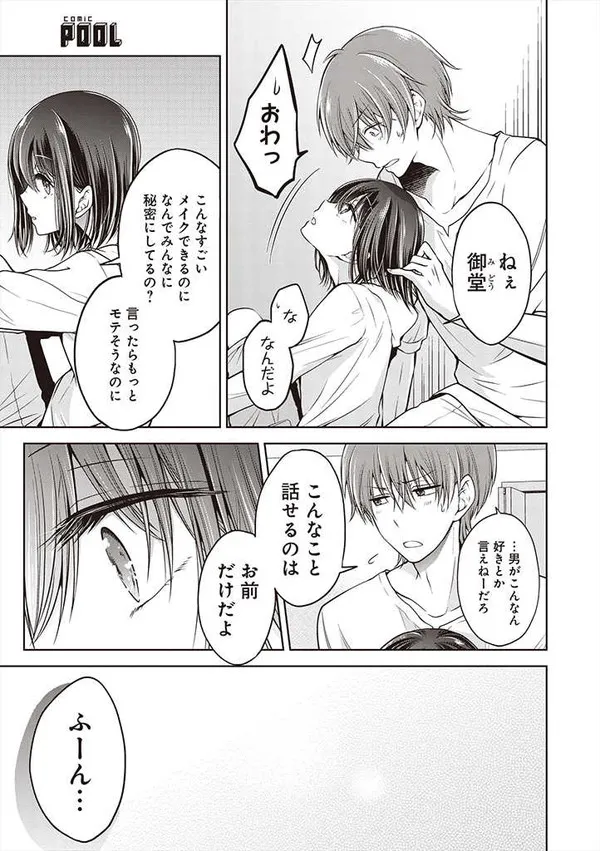 comic
POOL
ねぇ
御堂
みどう
おわっ
な
なんだよ
こんなすごい
メイクできるのに
なんでみんなに
秘密にしてるの?
言ったらもっと
モテそうなのに
…男がこんなん
好きとか
言えねーだろ
こんなこと
話せるのは
お前
だけだよ
ふーん…